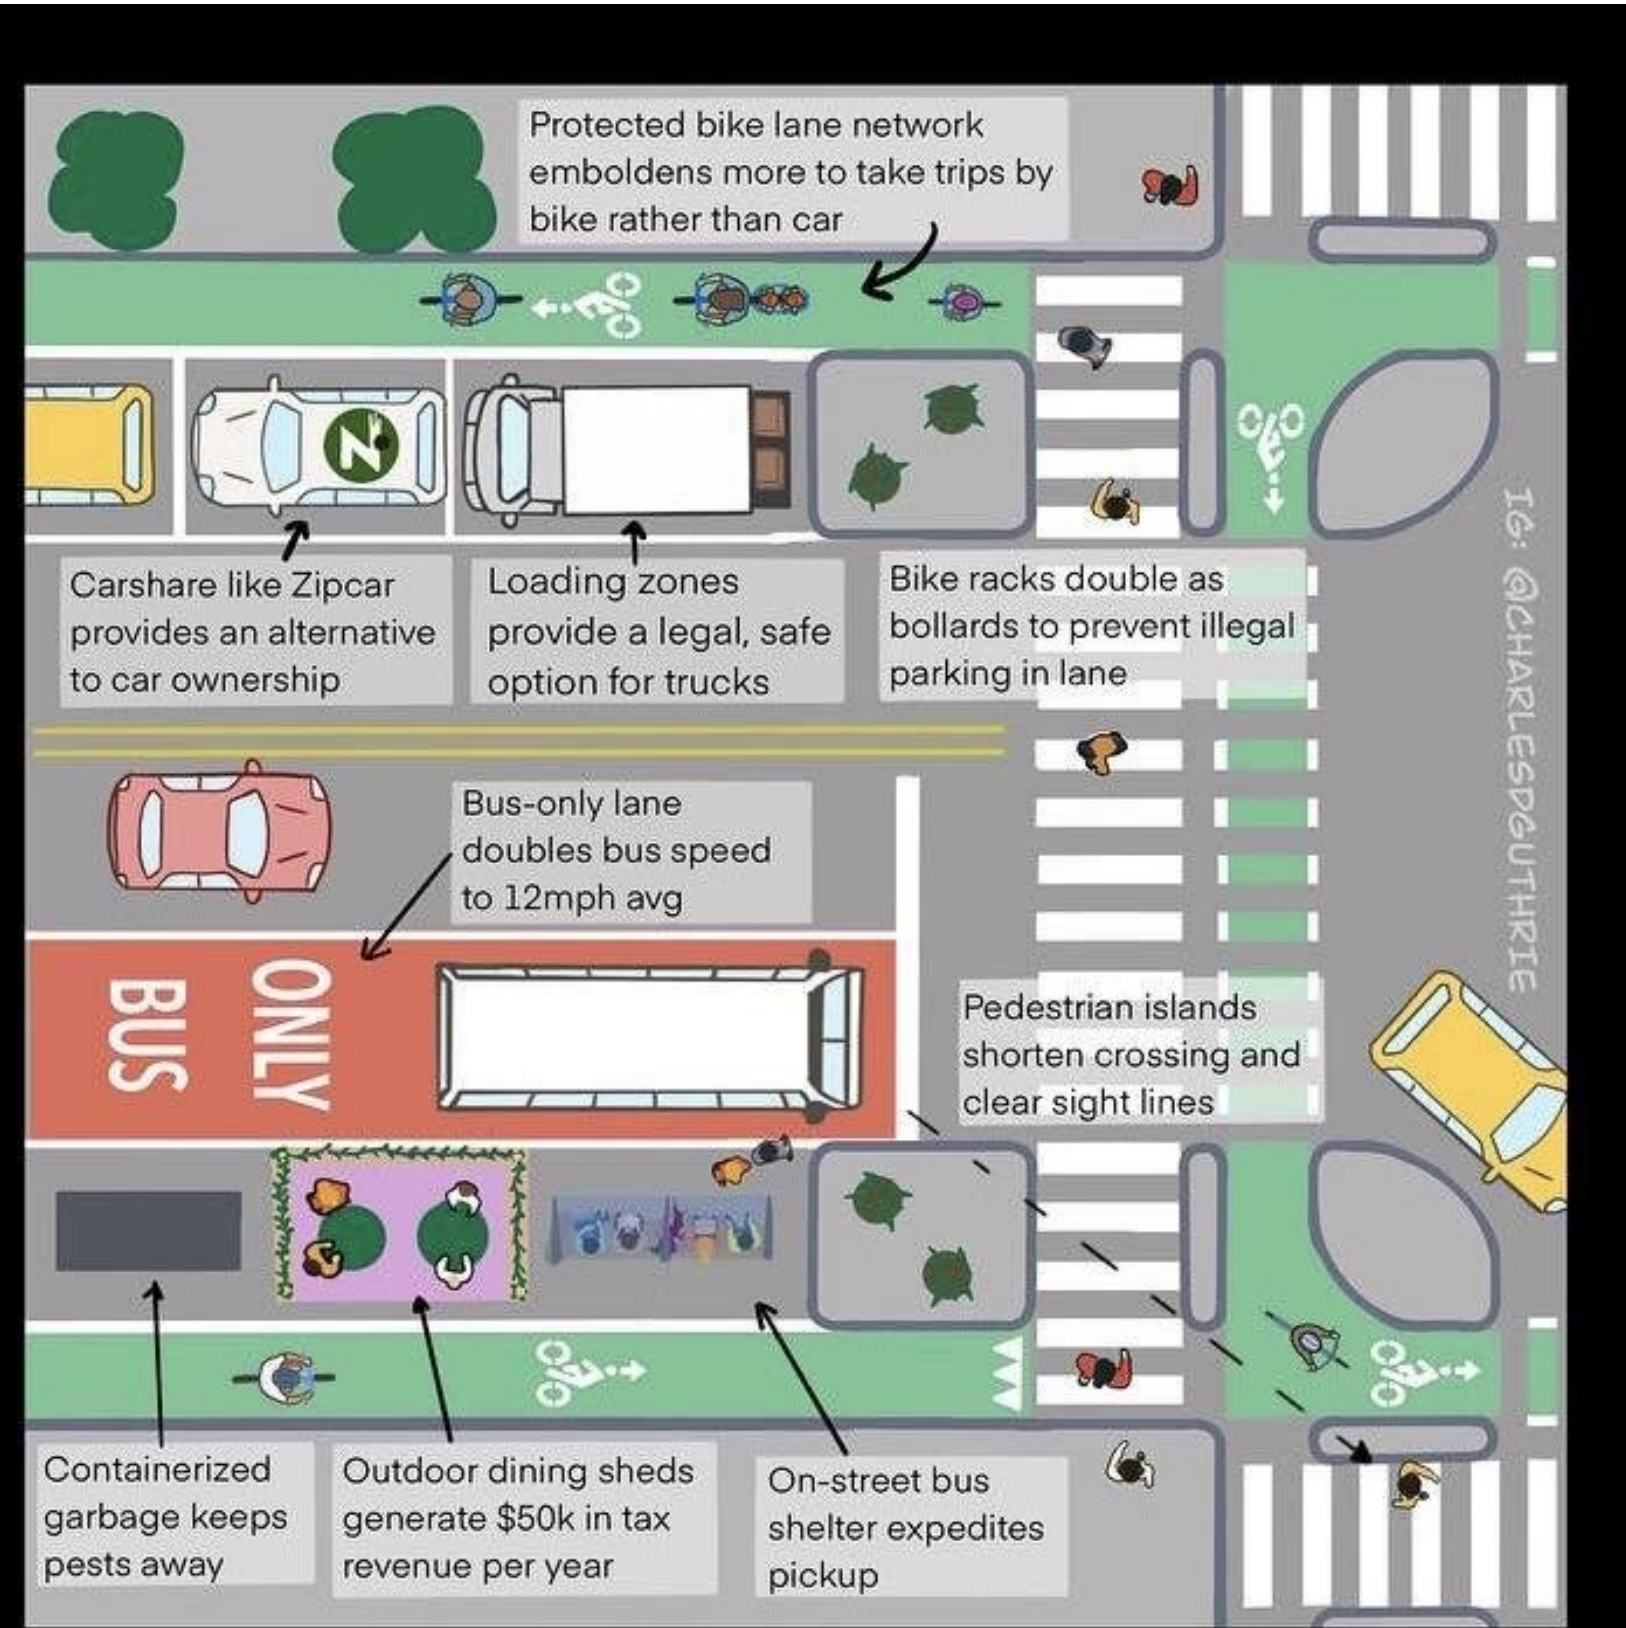 Protected bike lane network
emboldens more to take trips by
bike rather than car
Z
Carshare like Zipcar
provides an alternative
to car ownership
Loading zones
provide a legal, safe
option for trucks
Bike racks double as
bollards to prevent illegal
parking in lane
IG: @CHARLESDGUTHRIE
Bus-only lane
doubles bus speed
to 12mph avg
BUS
ONLY
Pedestrian islands
shorten crossing and
clear sight lines
Containerized
garbage keeps
pests away
Outdoor dining sheds
generate $50k in tax
revenue per year
On-street bus
shelter expedites
pickup